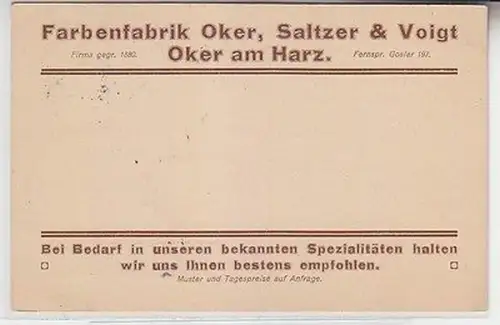 Farbenfabrik Oker, Saltzer & Voigt
Firma gegr. 1880. Oker am Harz. Fernspr. Goslar 197.
Bei Bedarf in unseren bekannten Spezialitäten halten
wir uns Ihnen bestens empfohlen.
Muster und Tagespreise auf Anfrage.